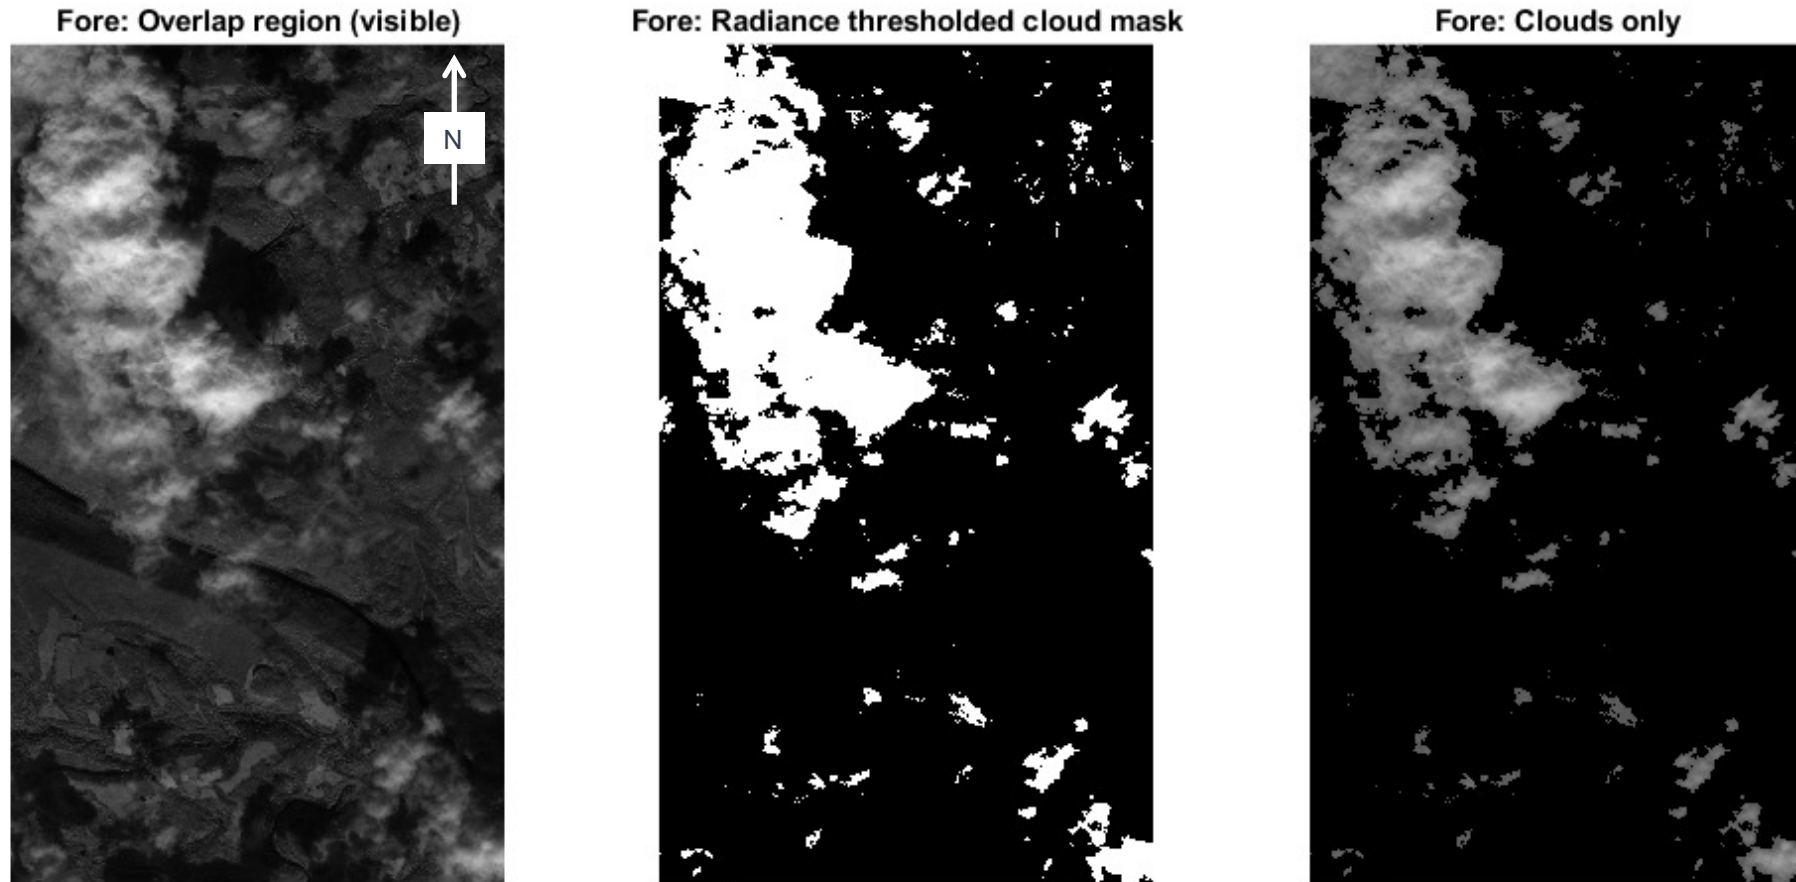 Fore: Overlap region (visible)
Fore: Radiance thresholded cloud mask
Fore: Clouds only
N